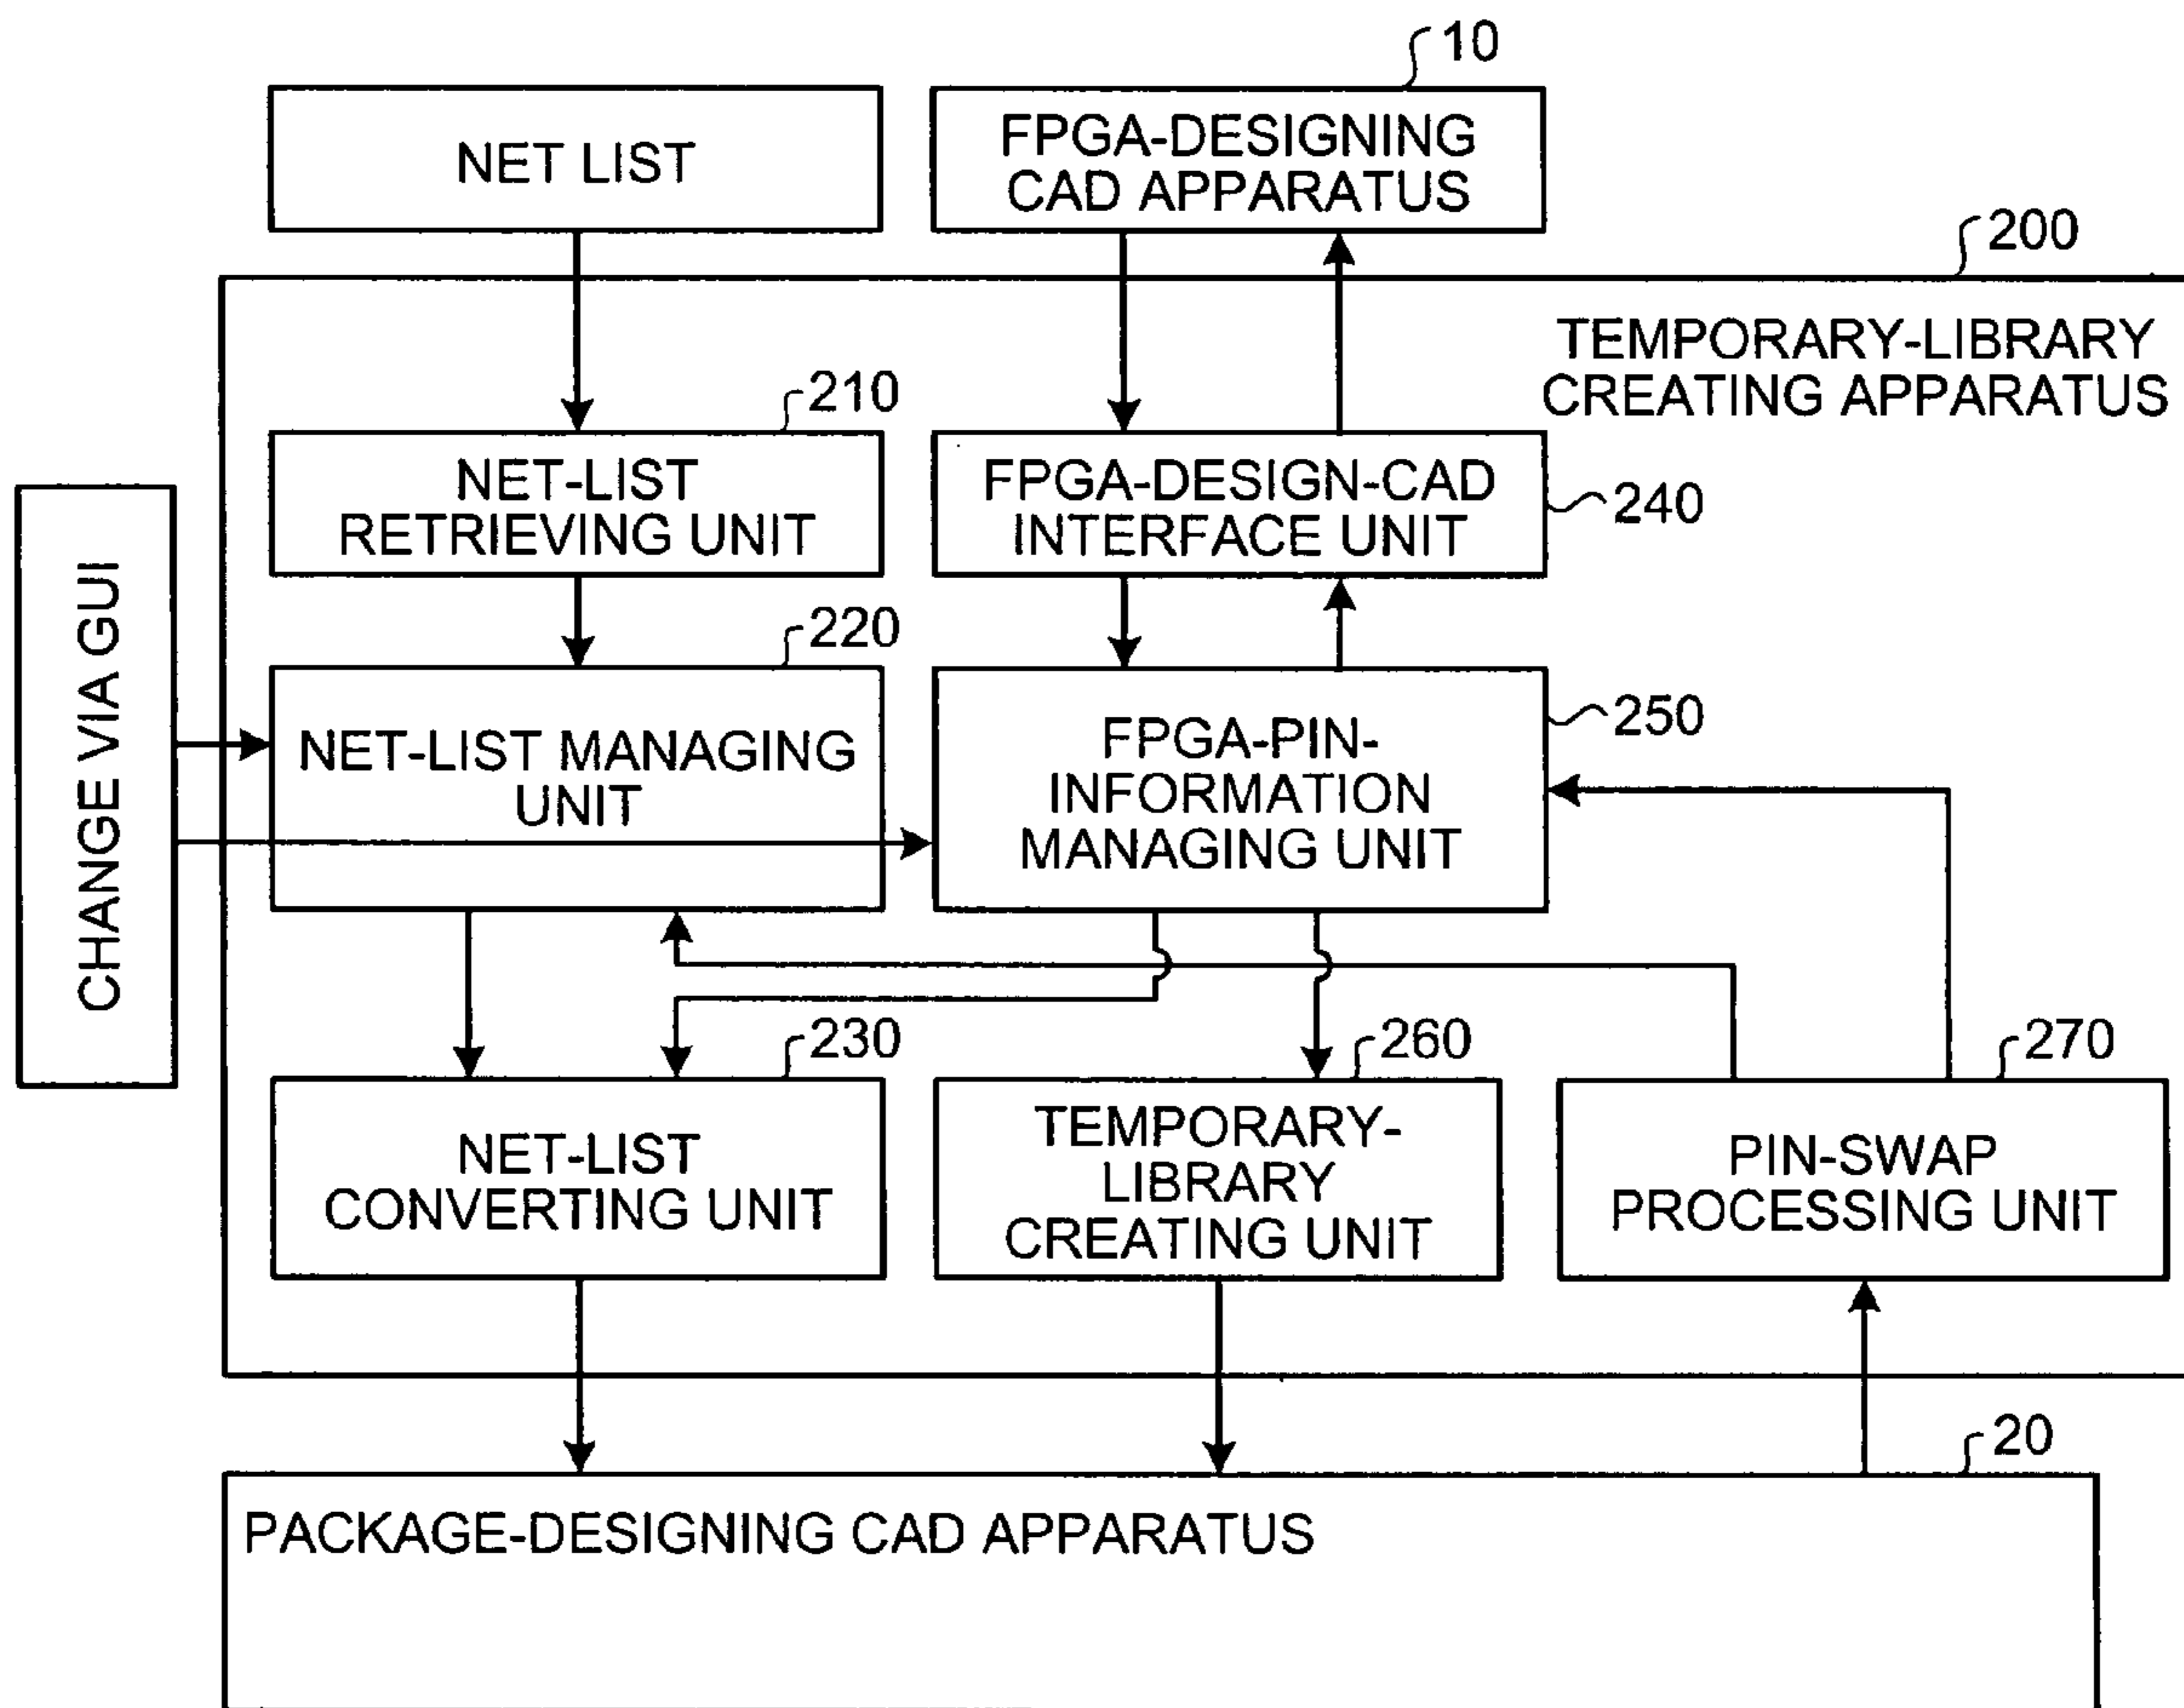 10
NET LIST
FPGA-DESIGNING
CAD APPARATUS
200
TEMPORARY-LIBRARY
CREATING APPARATUS
210
NET-LIST
RETRIEVING UNIT
FPGA-DESIGN-CAD
INTERFACE UNIT
240
CHANGE VIA GUI
220
NET-LIST MANAGING
UNIT
FPGA-PIN-
INFORMATION
MANAGING UNIT
250
230
NET-LIST
CONVERTING UNIT
260
TEMPORARY-
LIBRARY
CREATING UNIT
270
PIN-SWAP
PROCESSING UNIT
20
PACKAGE-DESIGNING CAD APPARATUS